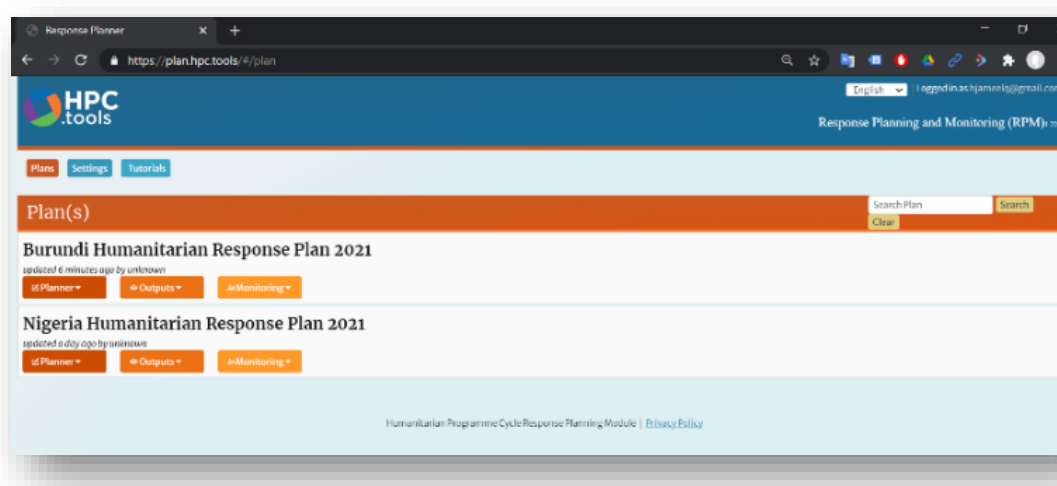 Response Planner
https://plan.hpc.tools/#/plan
HPC
.tools
English
Logged in as
Response Planning and Monitoring (RPM)
Plans Settings Tutorials
Plan(s)
Search Plan Search
Clear
Burundi Humanitarian Response Plan 2021
updated 6 minutes ago by unknown
Planner Outputs Monitoring
Nigeria Humanitarian Response Plan 2021
updated a day ago by unknown
Planner Outputs Monitoring
Humanitarian Programme Cycle Response Planning Module | Privacy Policy